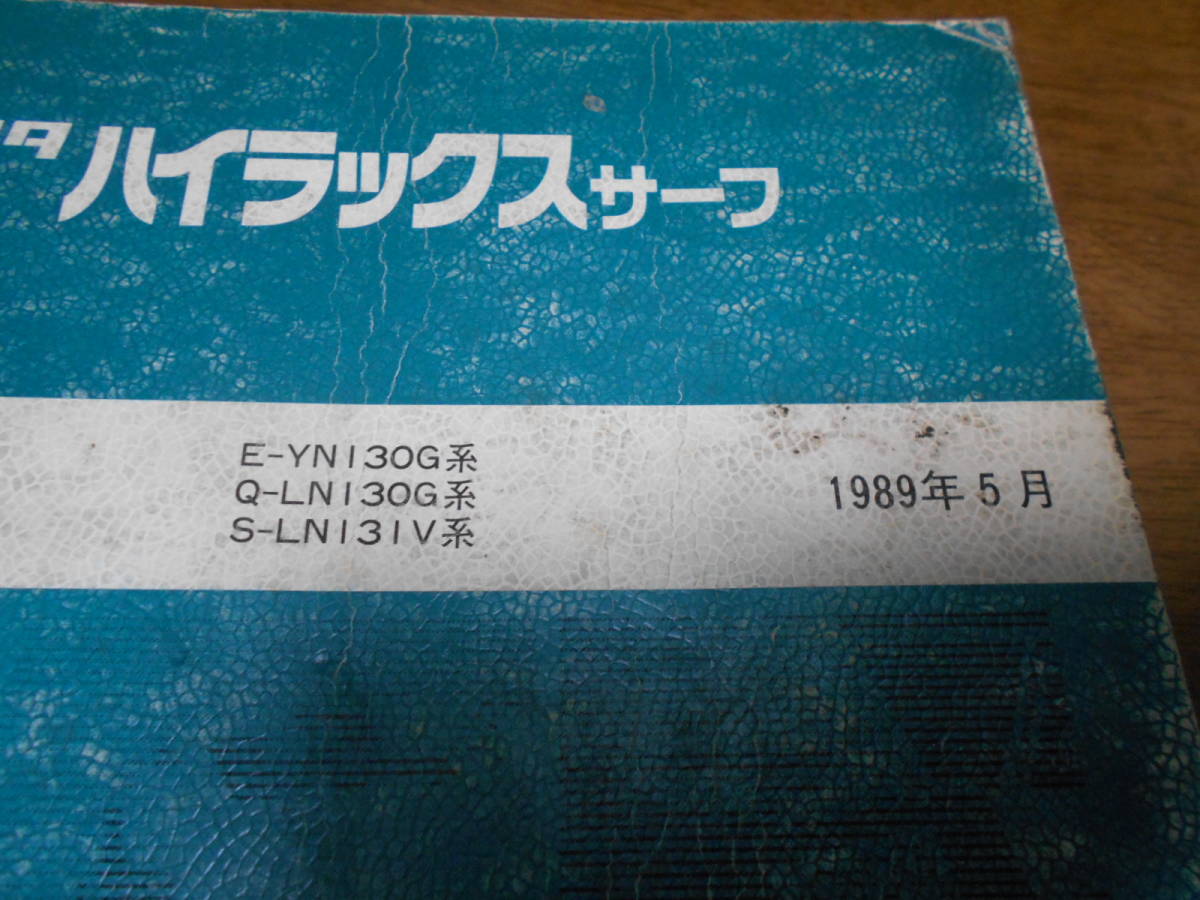 タ ハイラックス サーフ
E-YN130G系
Q-LN130G系
S-LN131V系
1989年5月